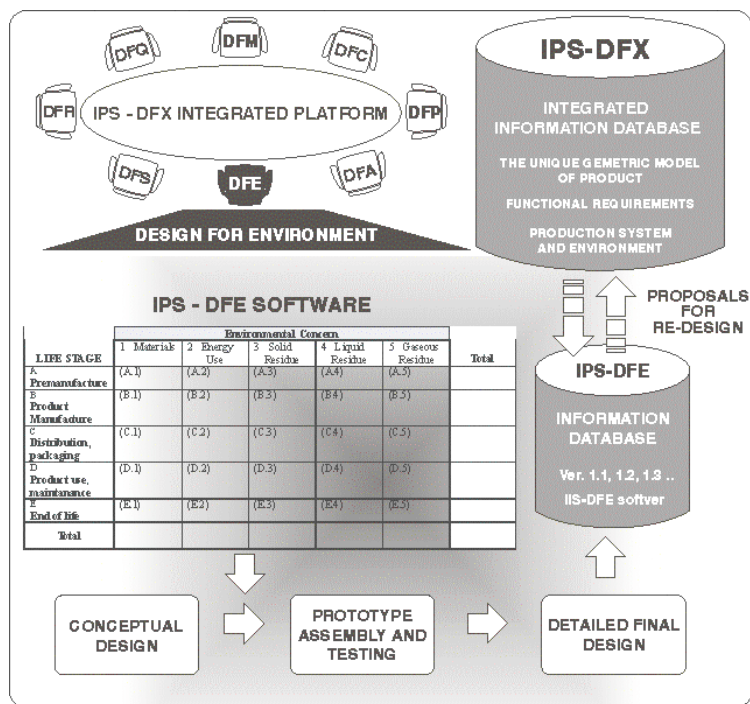 DFQ
DFM
DFC
DFR
IPS - DFX INTEGRATED PLATFORM
DFP
DFS
DFE
DFA
DESIGN FOR ENVIRONMENT
IPS-DFX
INTEGRATED
INFORMATION DATABASE
THE UNIQUE GEMETRIC MODEL
OF PRODUCT
FUNCTIONAL REQUIREMENTS
PRODUCTION SYSTEM
AND ENVIRONMENT
PROPOSALS
FOR
RE-DESIGN
IPS - DFE SOFTWARE
Environmental Concern
LIFE STAGE
1 Materials
2 Energy
Use
3 Solid
Residue
4 Liquid
Residue
5 Gaseous
Residue
Total
A
Premanufacture
(A.1) (A.2) (A.3) (A.4) (A.5)
B
Product
Manufacture
(B.1) (B.2) (B.3) (B.4) (B.5)
C
Distribution,
packaging
(C.1) (C.2) (C.3) (C.4) (C.5)
D
Product use,
maintanance
(D.1) (D.2) (D.3) (D.4) (D.5)
E
End of life
(E.1) (E.2) (E.3) (E.4) (E.5)
Total
IPS-DFE
INFORMATION
DATABASE
Ver. 1.1, 1.2, 1.3 ..
IIS-DFE softver
CONCEPTUAL
DESIGN
PROTOTYPE
ASSEMBLY AND
TESTING
DETAILED FINAL
DESIGN